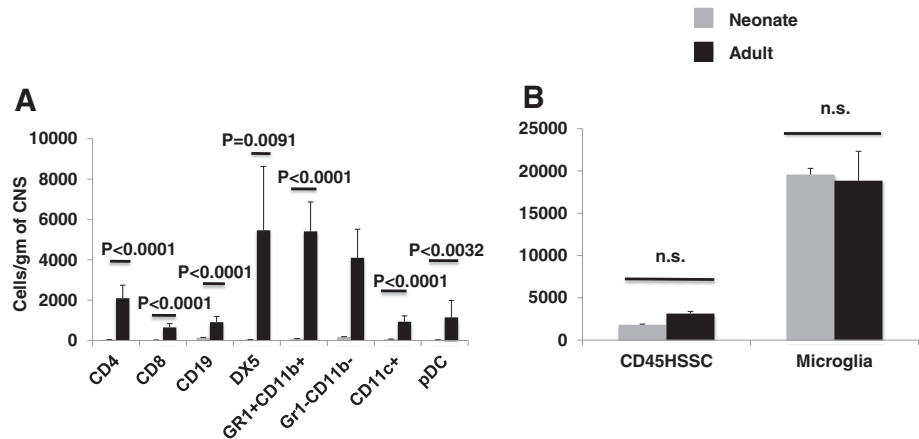 Neonate
Adult
A
B
Cells/gm of CNS
10000
8000
6000
4000
2000
0
P<0.0001
P<0.0001
P<0.0001
P=0.0091
P<0.0001
P<0.0001
P<0.0032
CD4
CD8
CD19
DX5
GR1+CD11b+
Gr1-CD11b-
CD11c+
pDC
25000
20000
15000
10000
5000
0
n.s.
n.s.
CD45HSSC
Microglia